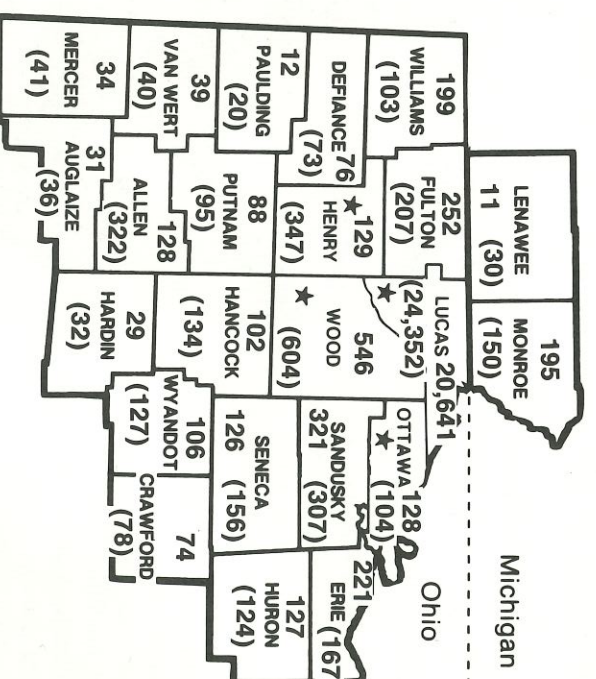 Michigan
Ohio
LENAWEE
11 (30)
195
MONROE
(150)
199
WILLIAMS
(103)
252
FULTON
(207)
LUCAS 20,641
(24,352)
OTTAWA 128
(104)
221
ERIE (167
DEFIANCE 76
(73)
129
HENRY
(347)
546
WOOD
(604)
SANDUSKY
321 (307)
12
PAULDING
(20)
88
PUTNAM
(95)
102
HANCOCK
(134)
SENECA
126 (156)
127
HURON
(124)
39
VAN WERT
(40)
128
ALLEN
(322)
29
HARDIN
(32)
106
WYANDOT
(127)
74
CRAWFORD
(78)
34
MERCER
(41)
31
AUGLAIZE
(36)